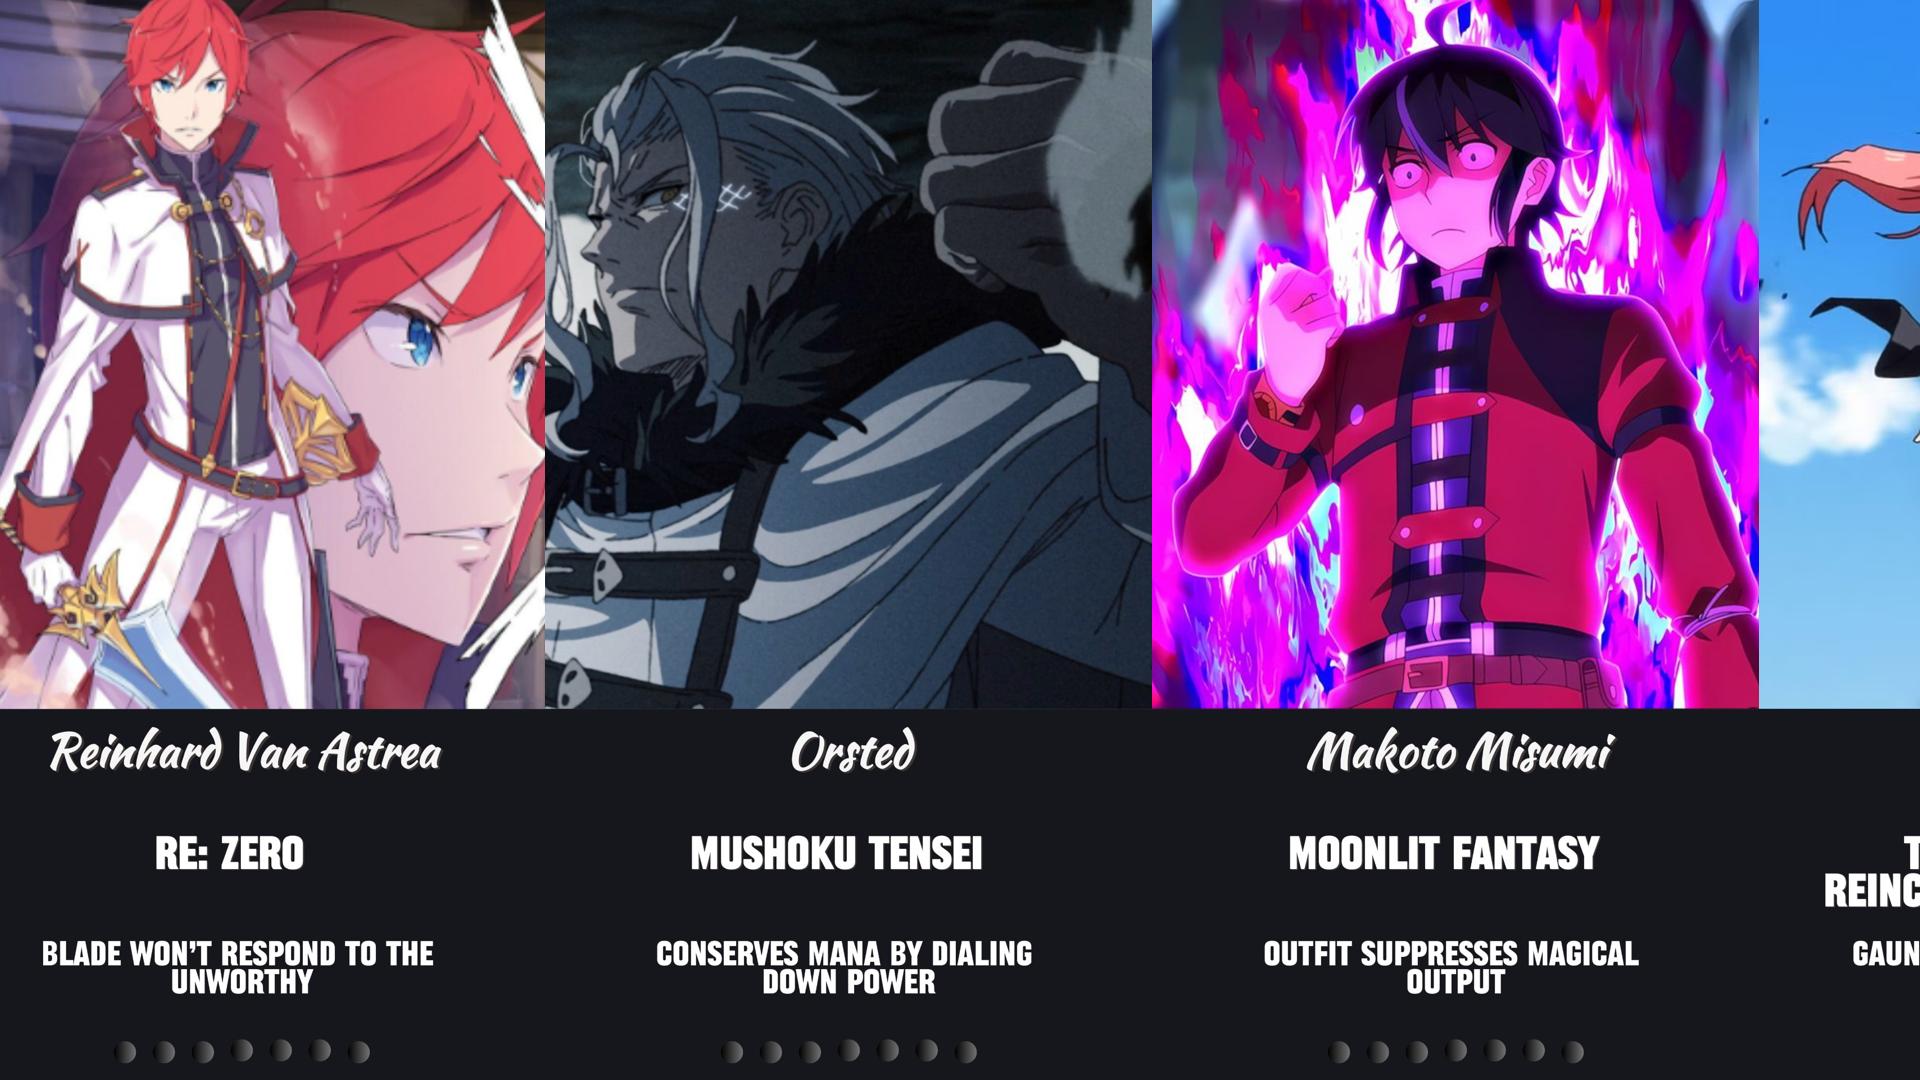 Reinhard Van Astrea
RE: ZERO
BLADE WON'T RESPOND TO THE
UNWORTHY
Orsted
MUSHOKU TENSEI
CONSERVES MANA BY DIALING
DOWN POWER
Makoto Misumi
MOONLIT FANTASY
OUTFIT SUPPRESSES MAGICAL
OUTPUT